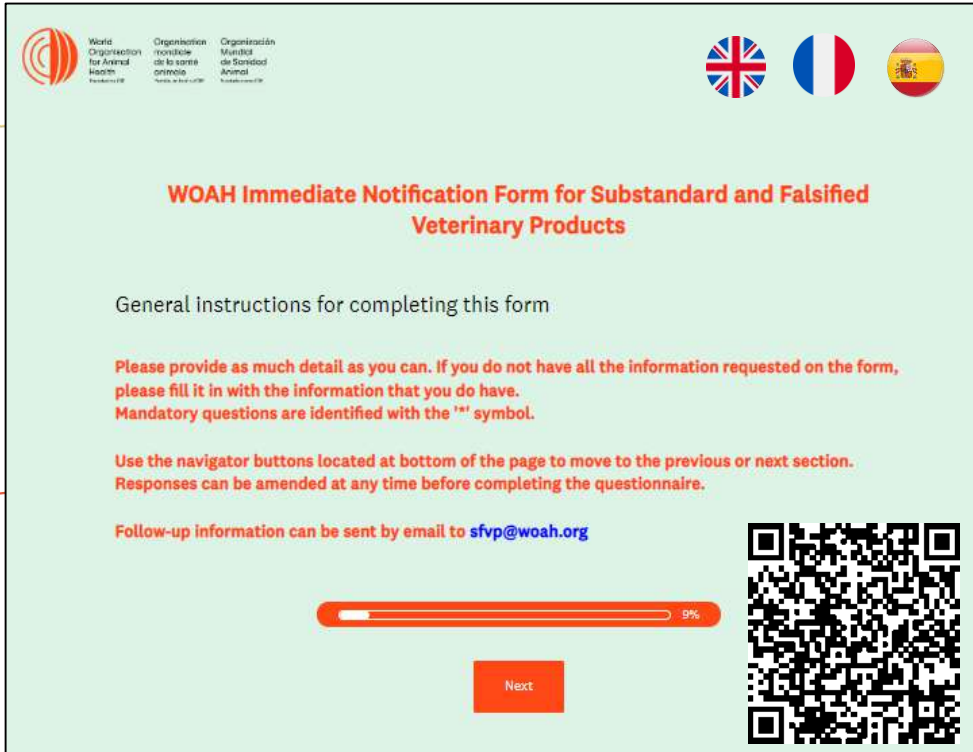 World
Organisation
for Animal
Health
Organisation
mondiale
de la santé
animale
Organización
Mundial
de Sanidad
Animal
WOAH Immediate Notification Form for Substandard and Falsified
Veterinary Products
General instructions for completing this form
Please provide as much detail as you can. If you do not have all the information requested on the form,
please fill it in with the information that you do have.
Mandatory questions are identified with the '*' symbol.
Use the navigator buttons located at bottom of the page to move to the previous or next section.
Responses can be amended at any time before completing the questionnaire.
Follow-up information can be sent by email to sfvp@woah.org
9%
Next